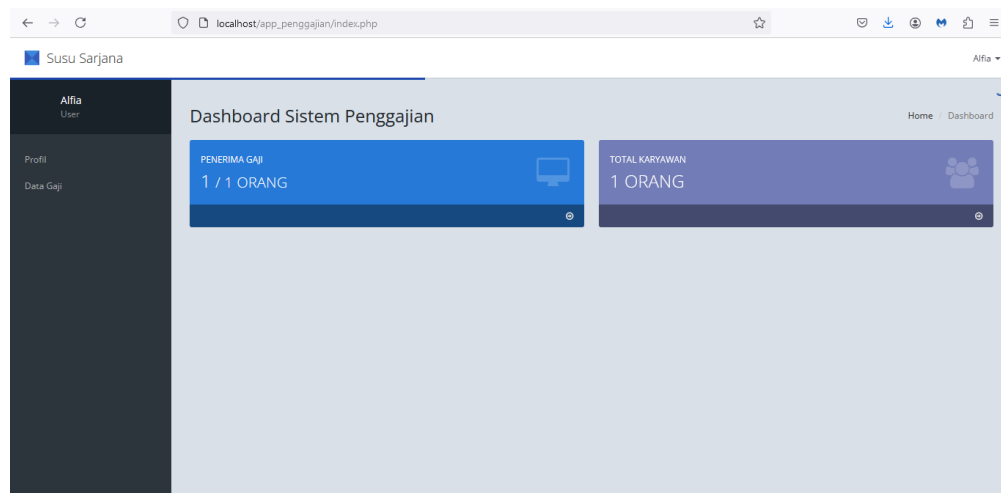 localhost/app_penggajian/index.php
Susu Sarjana
Alfia
Alfia
User
Profil
Data Gaji
Dashboard Sistem Penggajian
Home / Dashboard
PENERIMA GAJI
1 / 1 ORANG
TOTAL KARYAWAN
1 ORANG